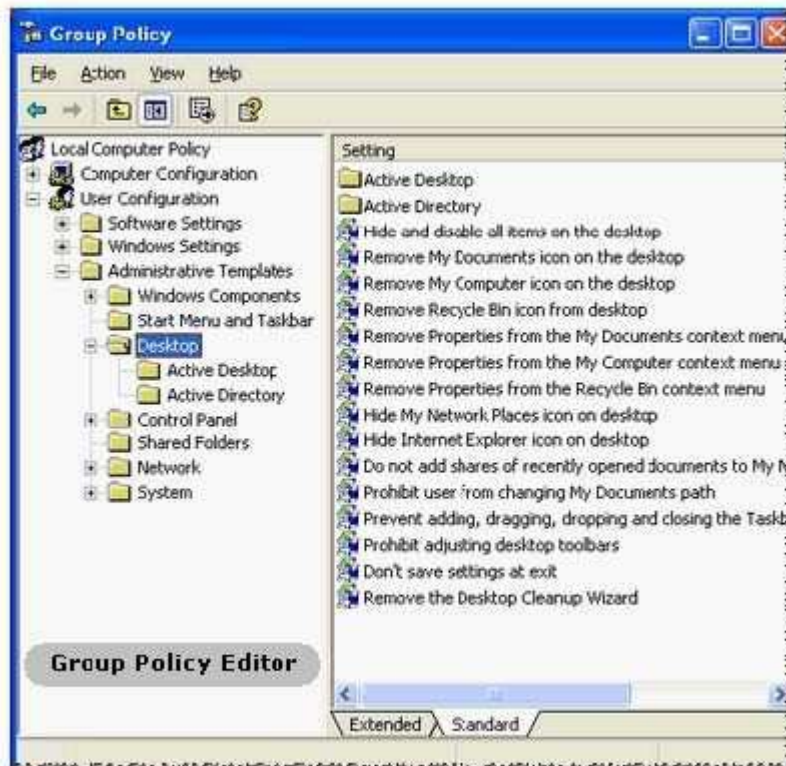 Group Policy
File Action View Help
Local Computer Policy
Computer Configuration
User Configuration
Software Settings
Windows Settings
Administrative Templates
Windows Components
Start Menu and Taskbar
Desktop
Active Desktop
Active Directory
Control Panel
Shared Folders
Network
System
Group Policy Editor
Setting
Active Desktop
Active Directory
Hide and disable all items on the desktop
Remove My Documents icon on the desktop
Remove My Computer icon on the desktop
Remove Recycle Bin icon from desktop
Remove Properties from the My Documents context menu
Remove Properties from the My Computer context menu
Remove Properties from the Recycle Bin context menu
Hide My Network Places icon on desktop
Hide Internet Explorer icon on desktop
Do not add shares of recently opened documents to My N
Prohibit user from changing My Documents path
Prevent adding, dragging, dropping and closing the Taskb
Prohibit adjusting desktop toolbars
Don't save settings at exit
Remove the Desktop Cleanup Wizard
Extended Standard